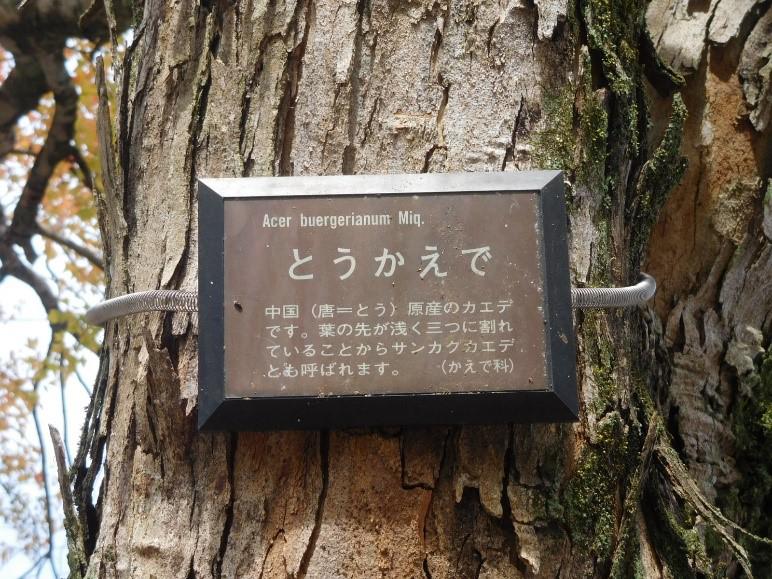 Acer buergerianum Miq.
とうかえで
中国（唐＝とう）原産のカエデ
です。葉の先が浅く三つに割れ
ていることからサンカクカエデ
とも呼ばれます。　（かえで科）